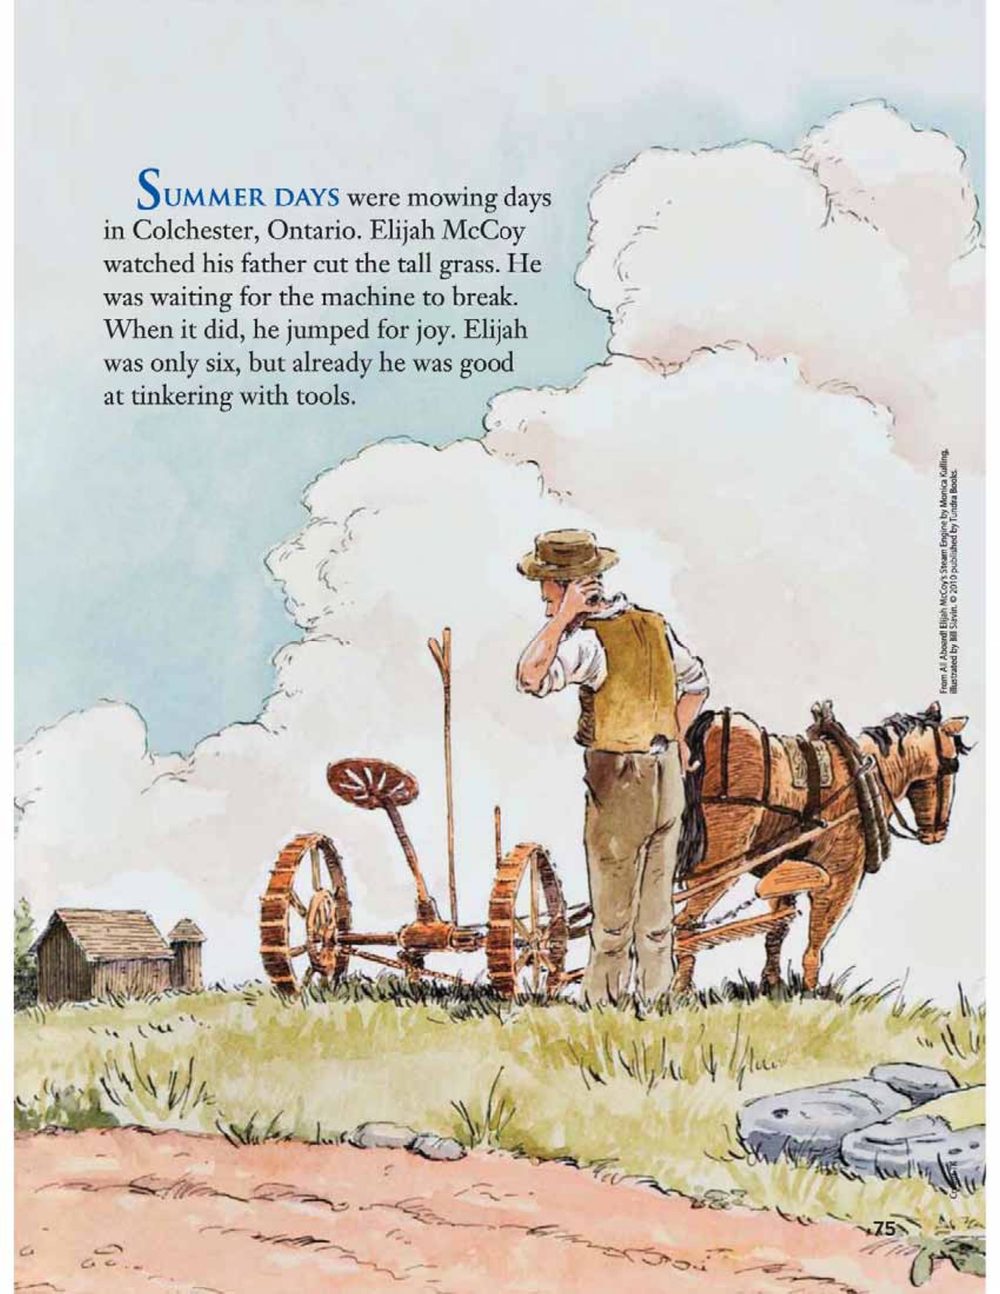 SUMMER DAYS were mowing days
in Colchester, Ontario. Elijah McCoy
watched his father cut the tall grass. He
was waiting for the machine to break.
When it did, he jumped for joy. Elijah
was only six, but already he was good
at tinkering with tools.
From All Aboard! Elijah McCoy's Steam Engine by Monica Kulling,
illustrated by Bill Slavin. © 2010 published by Tundra Books.
75